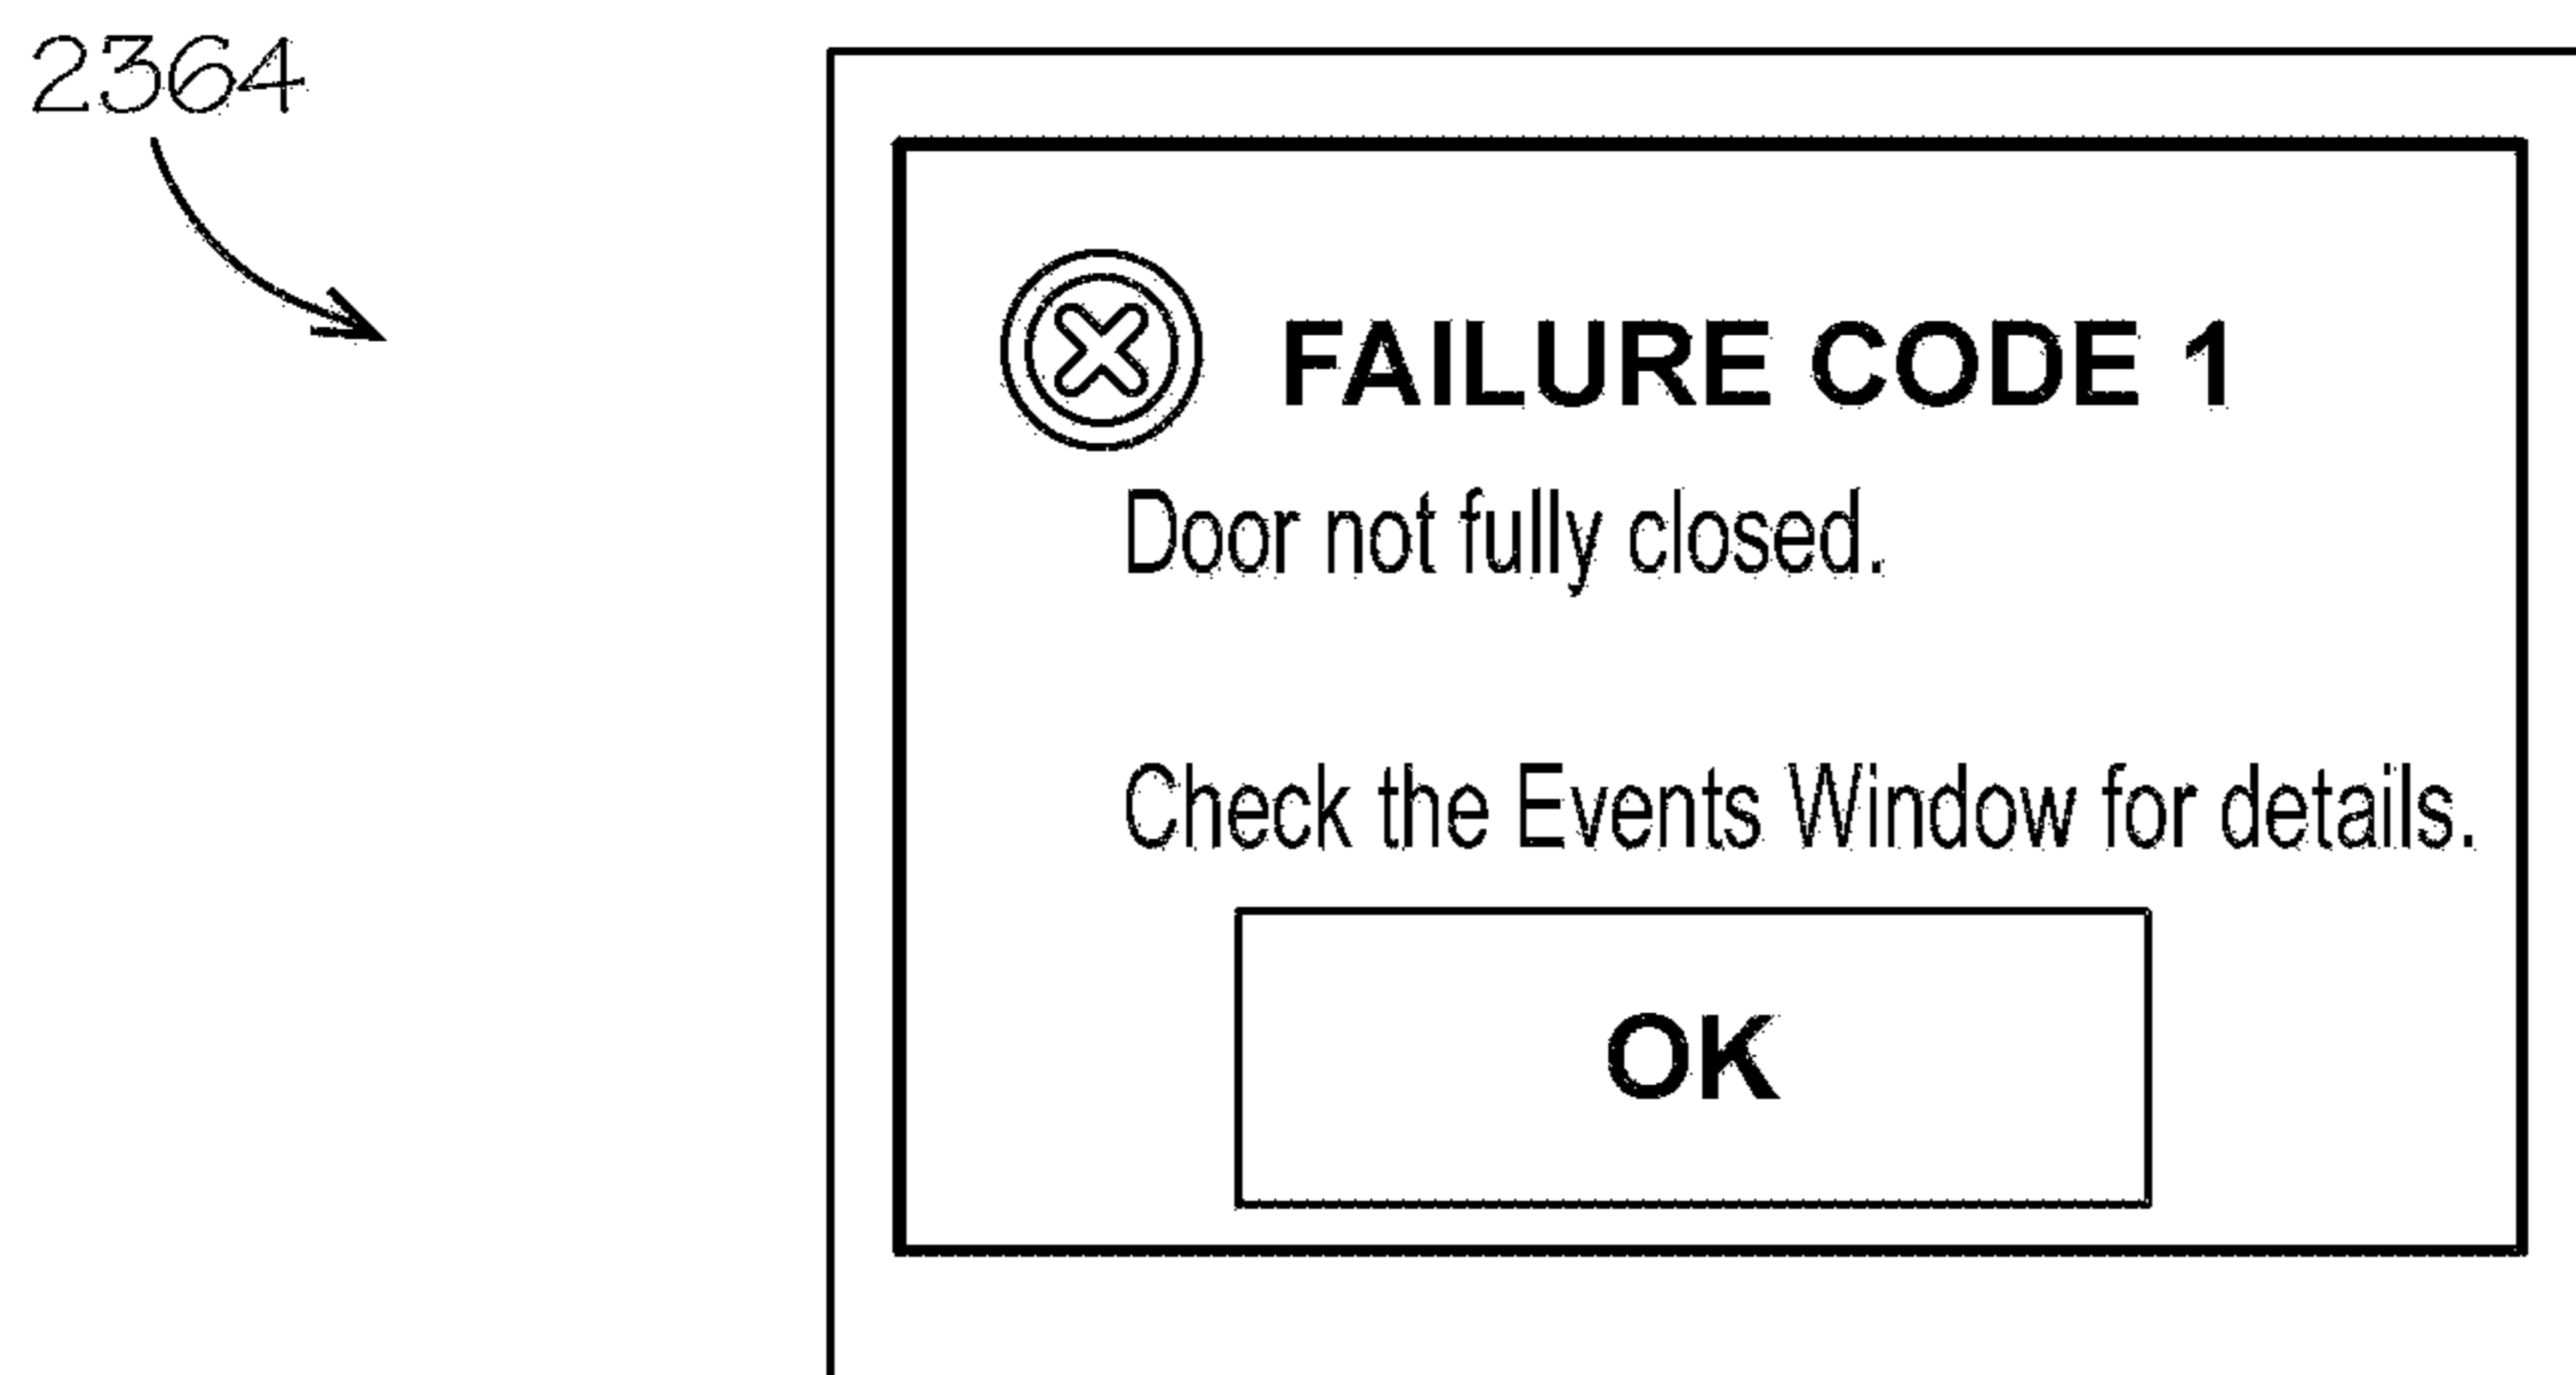 2364
FAILURE CODE 1
Door not fully closed.
Check the Events Window for details.
OK